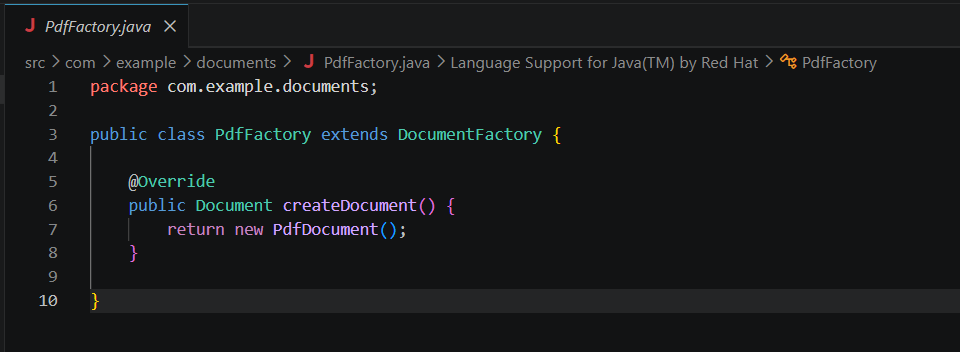 J PdfFactory.java ×
src > com > example > documents > J PdfFactory.java > Language Support for Java(TM) by Red Hat > PdfFactory
1 package com.example.documents;
2
3 public class PdfFactory extends DocumentFactory {
4
5     @Override
6     public Document createDocument() {
7         return new PdfDocument();
8     }
9
10 }